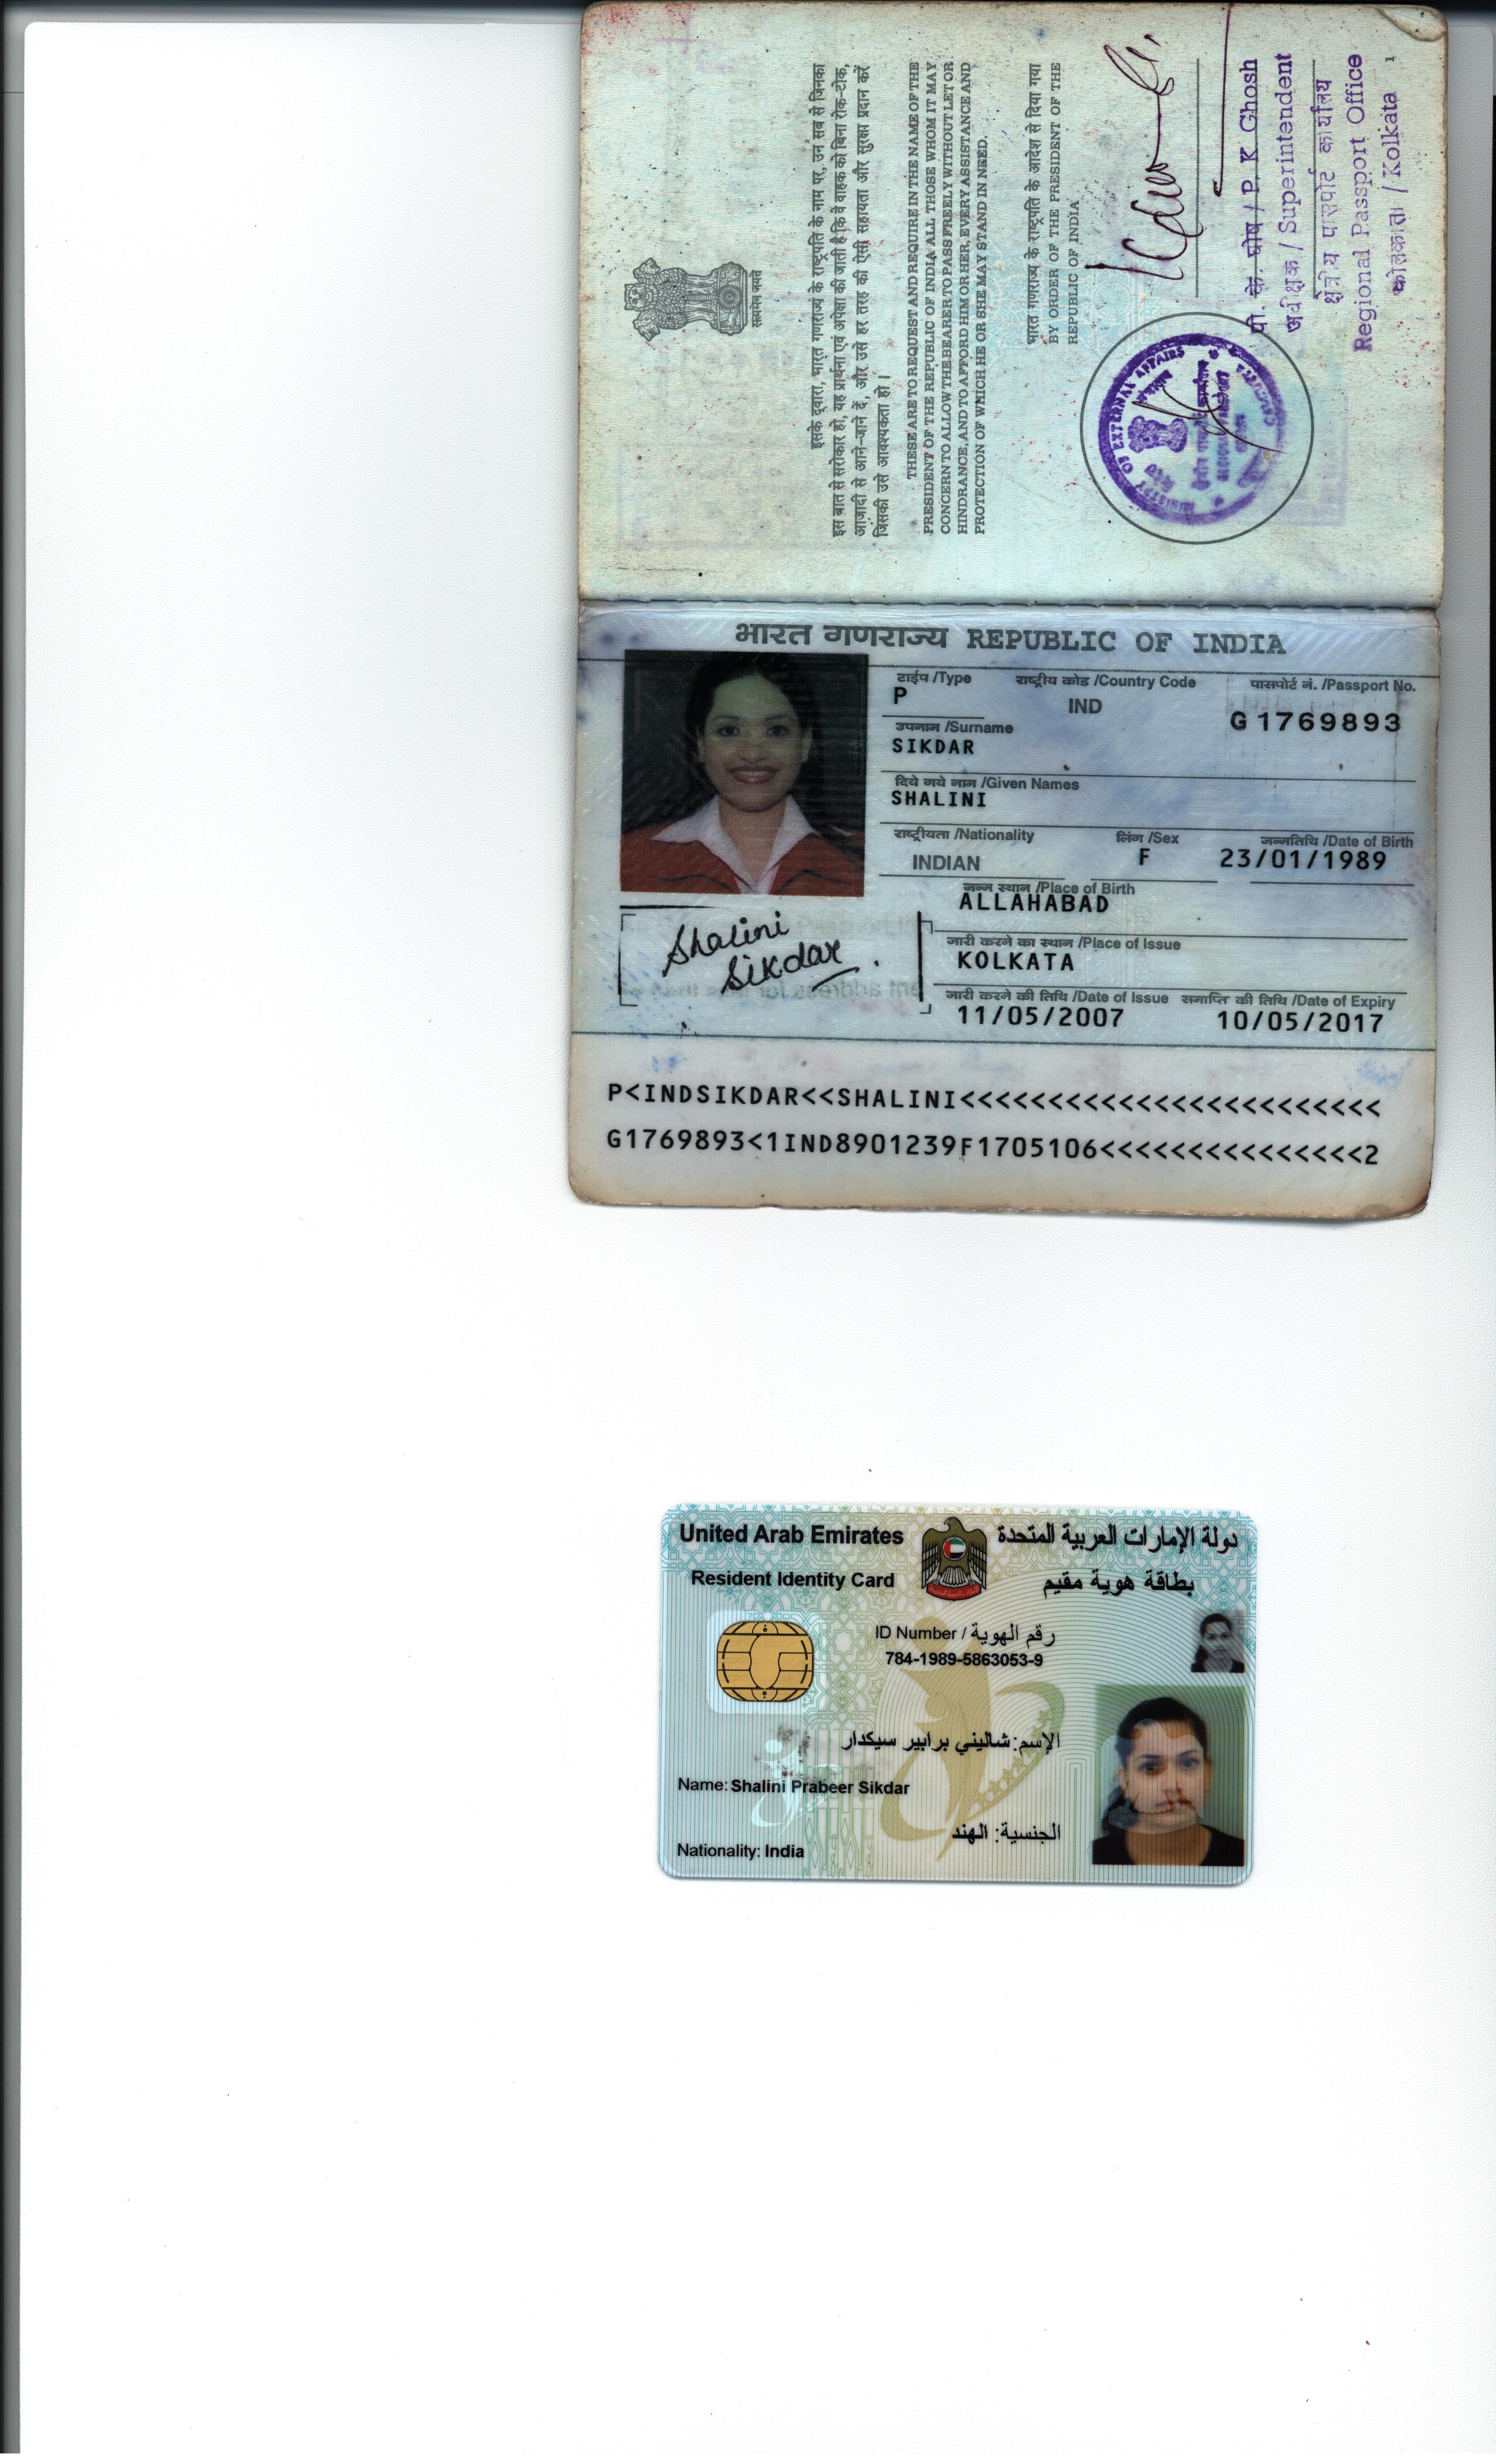 सत्यमेव जयते
इसके द्वारा, भारत गणराज्य के राष्ट्रपति के नाम पर, उन सब से जिनका
इस बात से सरोकार हो, यह प्रार्थना एवं अपेक्षा की जाती है कि वे वाहक को बिना रोक-टोक,
आज़ादी से आने-जाने दें, और उसे हर तरह की ऐसी सहायता और सुरक्षा प्रदान करें
जिसकी उसे आवश्यकता हो।
THESE ARE TO REQUEST AND REQUIRE IN THE NAME OF THE
PRESIDENT OF THE REPUBLIC OF INDIA ALL THOSE WHOM IT MAY
CONCERN TO ALLOW THE BEARER TO PASS FREELY WITHOUT LET OR
HINDRANCE, AND TO AFFORD HIM OR HER, EVERY ASSISTANCE AND
PROTECTION OF WHICH HE OR SHE MAY STAND IN NEED.
भारत गणराज्य के राष्ट्रपति के आदेश से दिया गया
BY ORDER OF THE PRESIDENT OF THE
REPUBLIC OF INDIA
MINISTRY OF EXTERNAL AFFAIRS
CALCUTTA
पी. के. घोष / P. K Ghosh
अधीक्षक / Superintendent
क्षेत्रीय पासपोर्ट कार्यालय
Regional Passport Office
कोलकाता / Kolkata
1
भारत गणराज्य REPUBLIC OF INDIA
टाईप /Type राष्ट्रीय कोड /Country Code पासपोर्ट नं. /Passport No.
P IND G1769893
उपनाम /Surname
SIKDAR
दिये गये नाम /Given Names
SHALINI
राष्ट्रीयता /Nationality लिंग /Sex जन्मतिथि /Date of Birth
INDIAN F 23/01/1989
जन्म स्थान /Place of Birth
ALLAHABAD
जारी करने का स्थान /Place of Issue
KOLKATA
जारी करने की तिथि /Date of Issue समाप्ति की तिथि /Date of Expiry
11/05/2007 10/05/2017
Shalini
Sikdar
P<INDSIKDAR<<SHALINI<<<<<<<<<<<<<<<<<<<<<<<<
G1769893<1IND8901239F1705106<<<<<<<<<<<<<<<2
United Arab Emirates دولة الإمارات العربية المتحدة
Resident Identity Card بطاقة هوية مقيم
ID Number / رقم الهوية
784-1989-5863053-9
الإسم: شاليني برابير سيكدار
Name: Shalini Prabeer Sikdar
الجنسية: الهند
Nationality: India